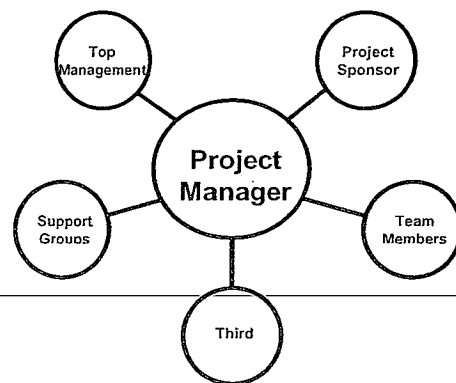 Top
Management
Project
Sponsor
Project
Manager
Support
Groups
Team
Members
Third